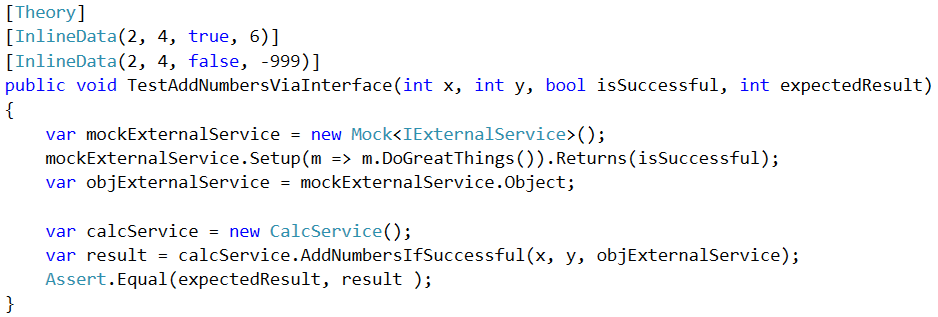 [Theory]
[InlineData(2, 4, true, 6)]
[InlineData(2, 4, false, -999)]
public void TestAddNumbersViaInterface(int x, int y, bool isSuccessful, int expectedResult)
{
    var mockExternalService = new Mock<IExternalService>();
    mockExternalService.Setup(m => m.DoGreatThings()).Returns(isSuccessful);
    var objExternalService = mockExternalService.Object;

    var calcService = new CalcService();
    var result = calcService.AddNumbersIfSuccessful(x, y, objExternalService);
    Assert.Equal(expectedResult, result );
}